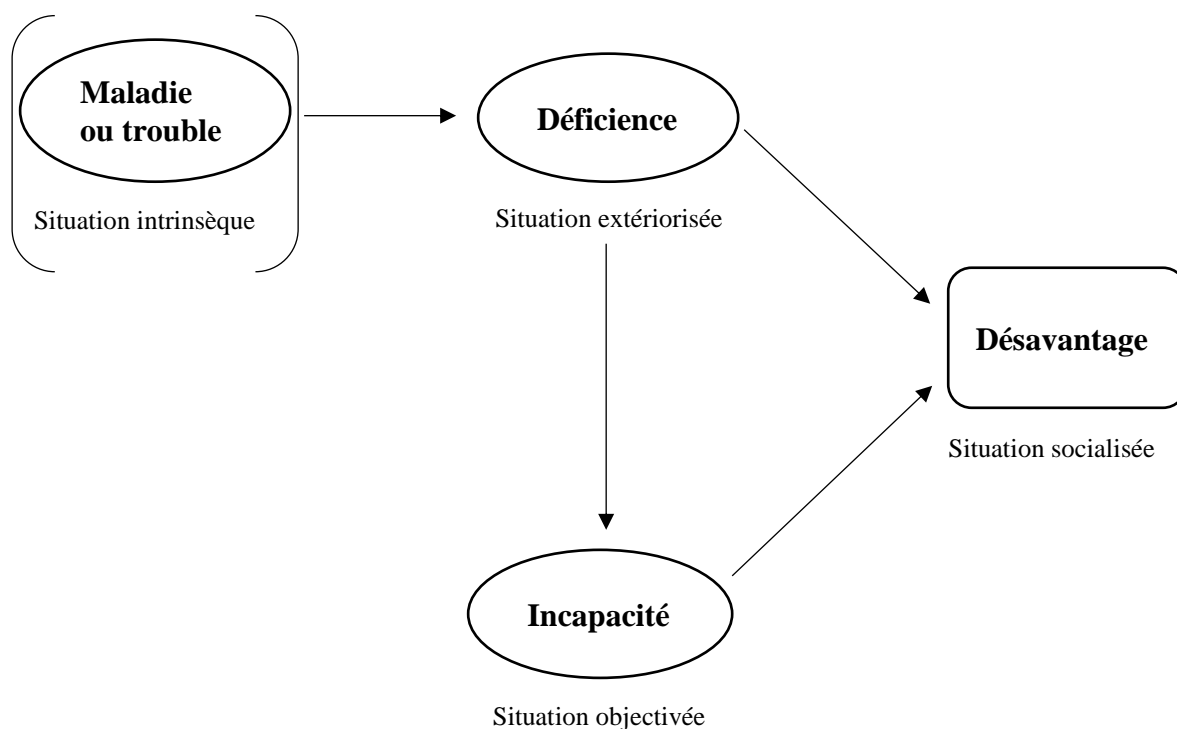 Maladie
ou trouble
Situation intrinsèque
Déficience
Situation extériorisée
Désavantage
Situation socialisée
Incapacité
Situation objectivée